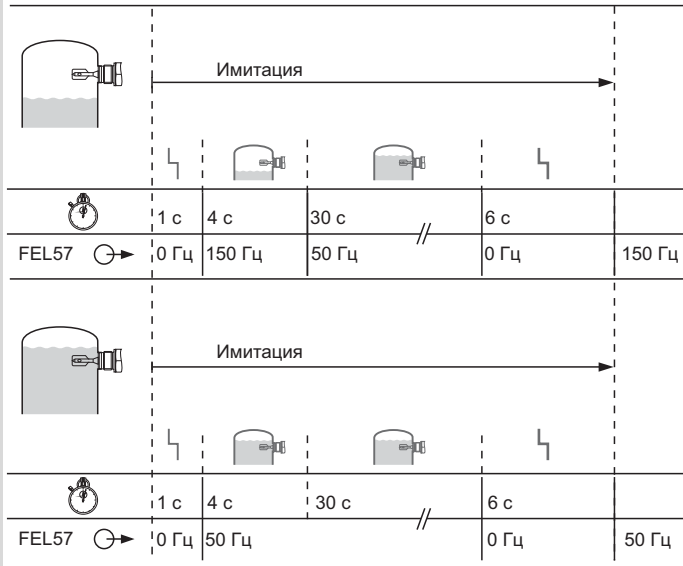 Имитация
1 с 4 с 30 с 6 с
FEL57 0 Гц 150 Гц 50 Гц 0 Гц 150 Гц
Имитация
1 с 4 с 30 с 6 с
FEL57 0 Гц 50 Гц 0 Гц 50 Гц